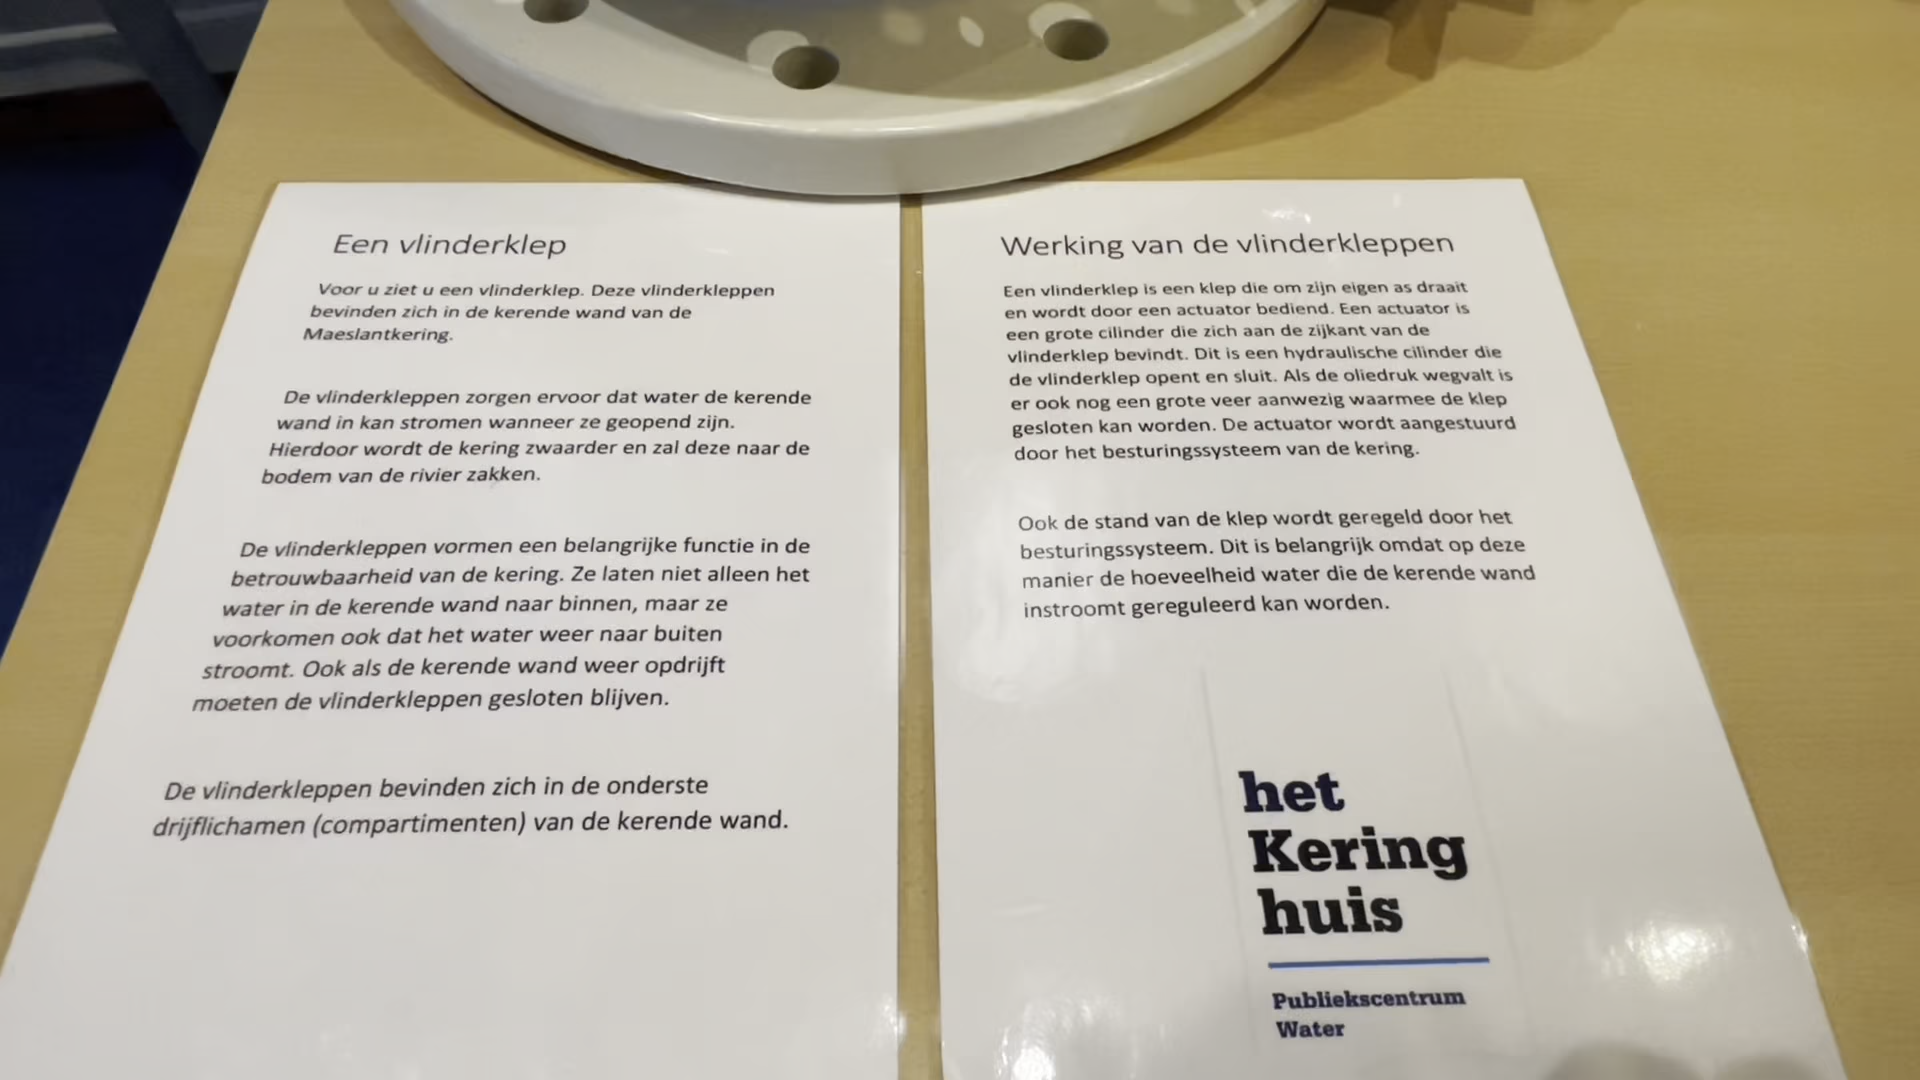 Een vlinderklep
Voor u ziet u een vlinderklep. Deze vlinderkleppen
bevinden zich in de kerende wand van de
Maeslantkering.
De vlinderkleppen zorgen ervoor dat water de kerende
wand in kan stromen wanneer ze geopend zijn.
Hierdoor wordt de kering zwaarder en zal deze naar de
bodem van de rivier zakken.
De vlinderkleppen vormen een belangrijke functie in de
betrouwbaarheid van de kering. Ze laten niet alleen het
water in de kerende wand naar binnen, maar ze
voorkomen ook dat het water weer naar buiten
stroomt. Ook als de kerende wand weer opdrijft
moeten de vlinderkleppen gesloten blijven.
De vlinderkleppen bevinden zich in de onderste
drijflichamen (compartimenten) van de kerende wand.
Werking van de vlinderkleppen
Een vlinderklep is een klep die om zijn eigen as draait
en wordt door een actuator bediend. Een actuator is
een grote cilinder die zich aan de zijkant van de
vlinderklep bevindt. Dit is een hydraulische cilinder die
de vlinderklep opent en sluit. Als de oliedruk wegvalt is
er ook nog een grote veer aanwezig waarmee de klep
gesloten kan worden. De actuator wordt aangestuurd
door het besturingssysteem van de kering.
Ook de stand van de klep wordt geregeld door het
besturingssysteem. Dit is belangrijk omdat op deze
manier de hoeveelheid water die de kerende wand
instroomt gereguleerd kan worden.
het
Kering
huis
Publiekscentrum
Water